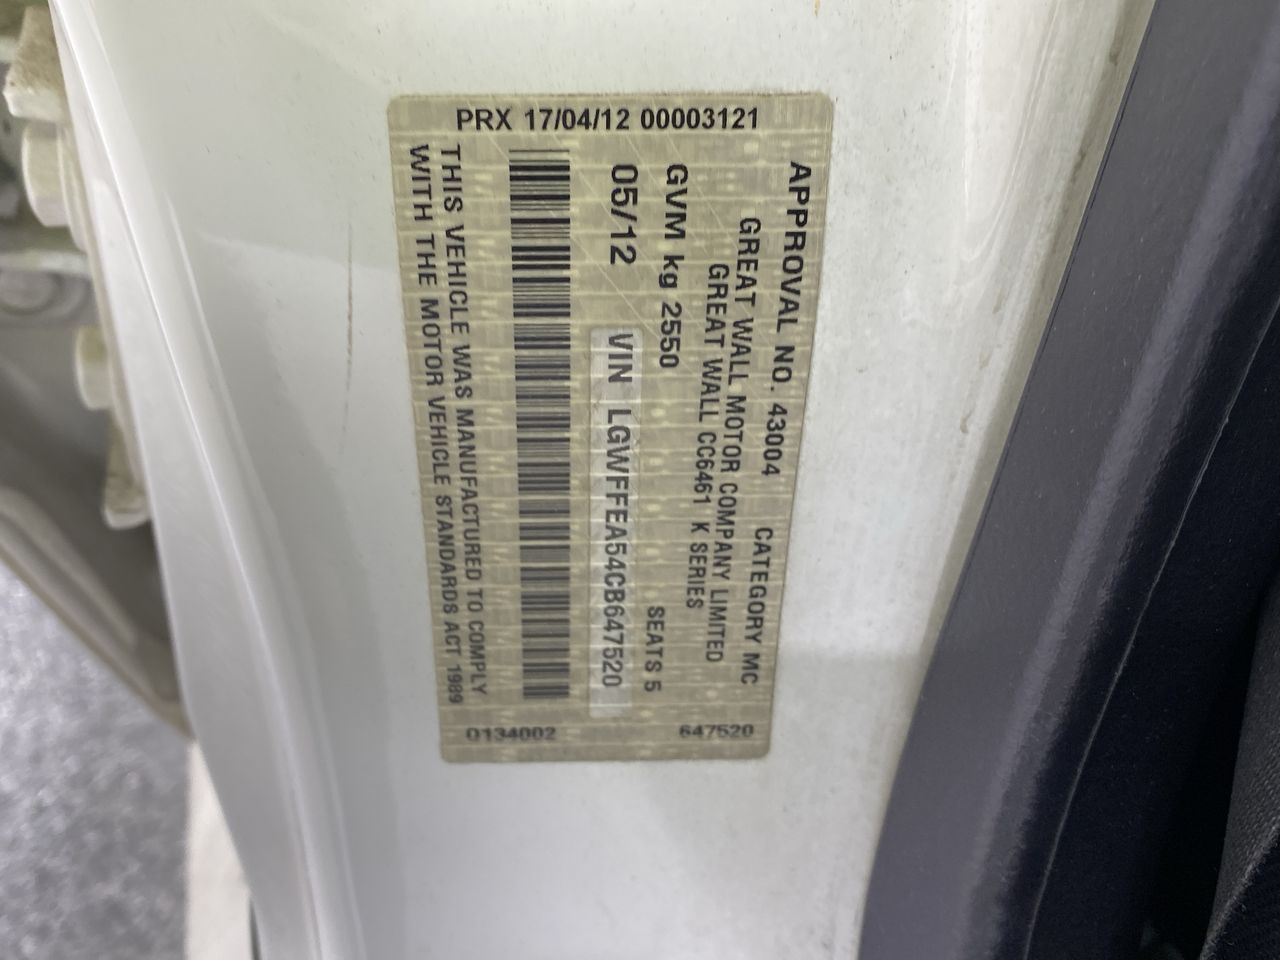 PRX 17/04/12 00003121
APPROVAL NO. 43004 CATEGORY MC
GREAT WALL MOTOR COMPANY LIMITED
GREAT WALL CC6461 K SERIES
GVM kg 2550 SEATS 5
05/12 VIN LGWFFEA54CB647520
THIS VEHICLE WAS MANUFACTURED TO COMPLY
WITH THE MOTOR VEHICLE STANDARDS ACT 1989
0134002 647520